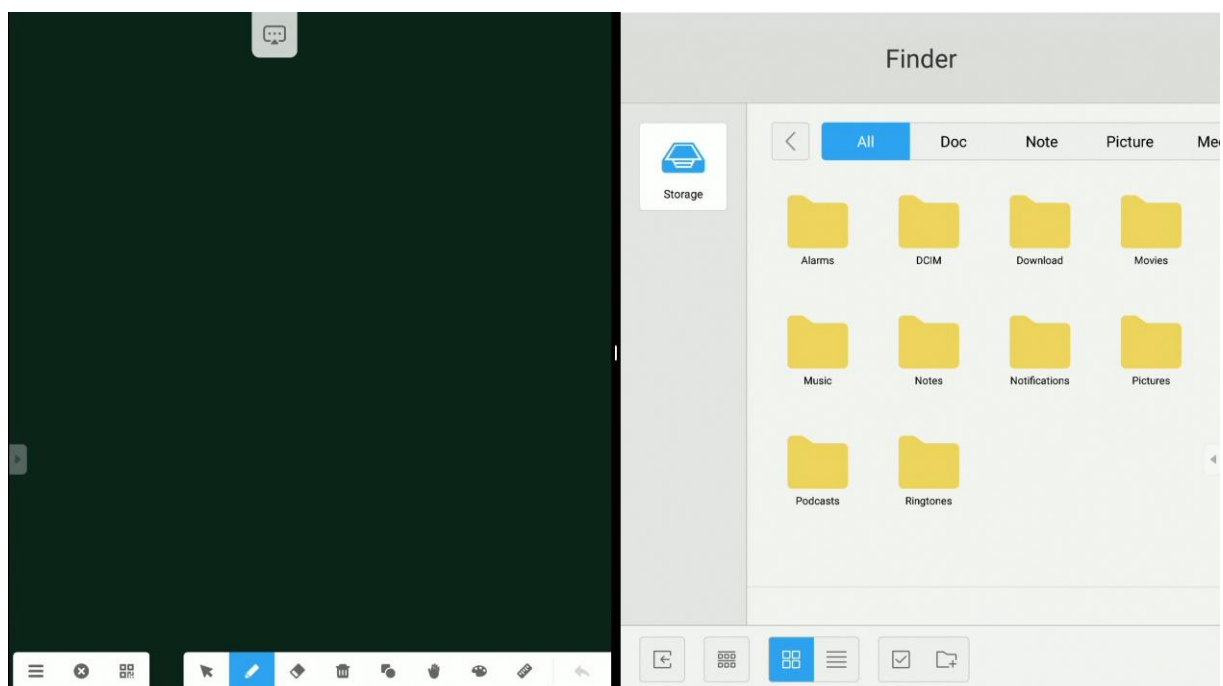 Finder
Storage
All Doc Note Picture
Alarms DCIM Download Movies
Music Notes Notifications Pictures
Podcasts Ringtones